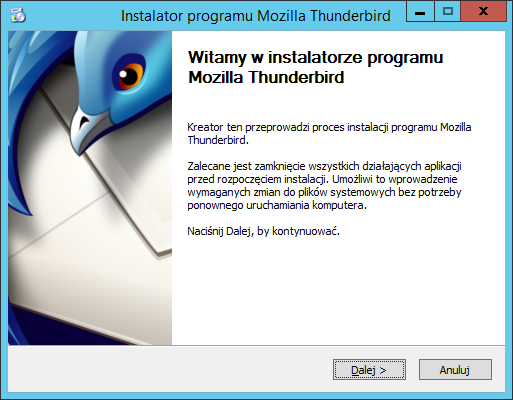 Instalator programu Mozilla Thunderbird
Witamy w instalatorze programu
Mozilla Thunderbird
Kreator ten przeprowadzi proces instalacji programu Mozilla
Thunderbird.
Zalecane jest zamknięcie wszystkich działających aplikacji
przed rozpoczęciem instalacji. Umożliwi to wprowadzenie
wymaganych zmian do plików systemowych bez potrzeby
ponownego uruchamiania komputera.
Naciśnij Dalej, by kontynuować.
Dalej >
Anuluj